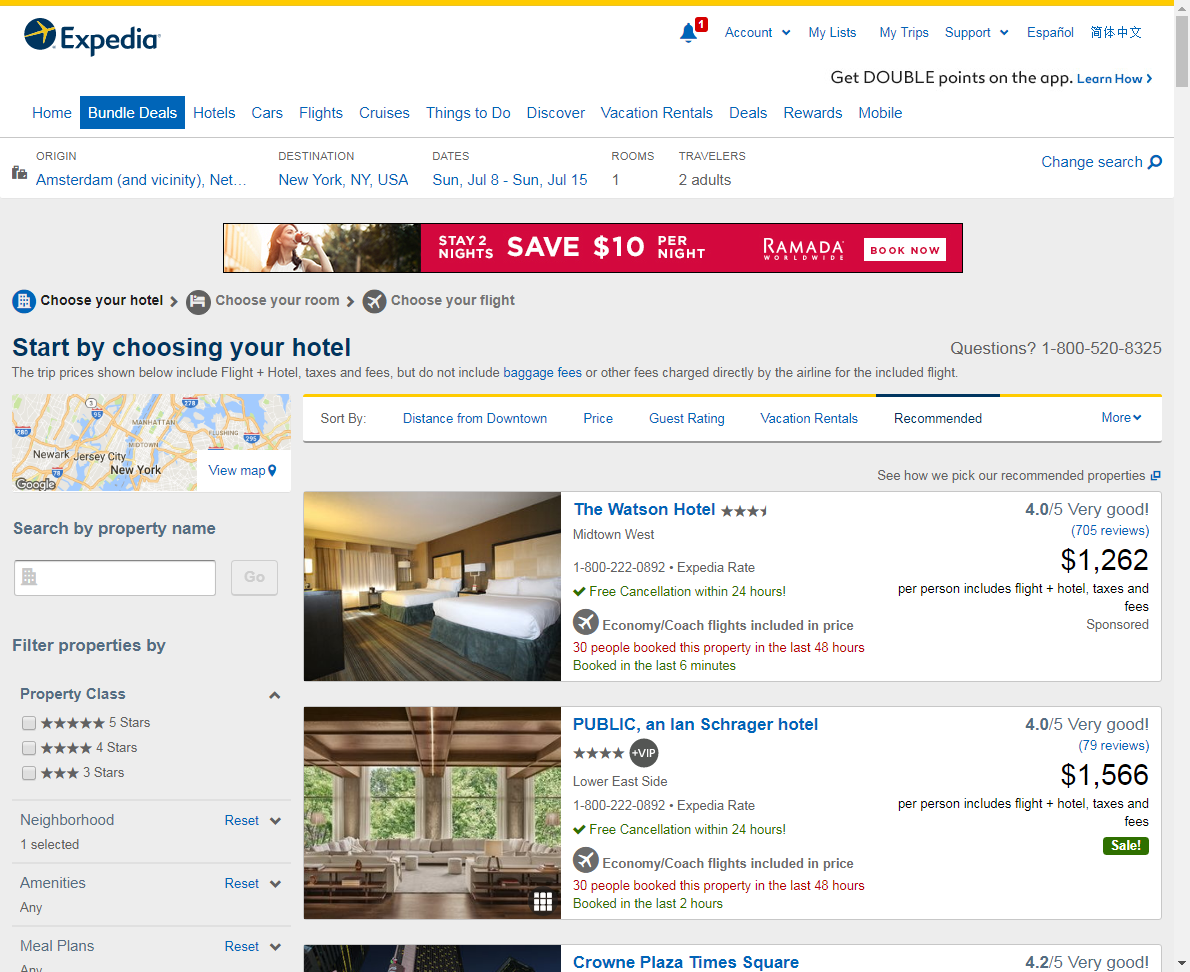 Expedia
1
Account
My Lists
My Trips
Support
Español
简体中文
Get DOUBLE points on the app. Learn How
Home
Bundle Deals
Hotels
Cars
Flights
Cruises
Things to Do
Discover
Vacation Rentals
Deals
Rewards
Mobile
ORIGIN
Amsterdam (and vicinity), Net...
DESTINATION
New York, NY, USA
DATES
Sun, Jul 8 - Sun, Jul 15
ROOMS
1
TRAVELERS
2 adults
Change search
STAY 2
NIGHTS
SAVE $10
PER
NIGHT
RAMADA
WORLDWIDE
BOOK NOW
Choose your hotel
Choose your room
Choose your flight
Start by choosing your hotel
Questions? 1-800-520-8325
The trip prices shown below include Flight + Hotel, taxes and fees, but do not include baggage fees or other fees charged directly by the airline for the included flight.
3
95
278
MANHATTAN
280
FLUSHING
295
MIDTOWN
Newark
Jersey City
New York
78
Google
View map
Sort By:
Distance from Downtown
Price
Guest Rating
Vacation Rentals
Recommended
More
See how we pick our recommended properties
Search by property name
Go
Filter properties by
Property Class
5 Stars
4 Stars
3 Stars
Neighborhood
Reset
1 selected
Amenities
Reset
Any
Meal Plans
Reset
Any
The Watson Hotel
Midtown West
1-800-222-0892 • Expedia Rate
Free Cancellation within 24 hours!
Economy/Coach flights included in price
30 people booked this property in the last 48 hours
Booked in the last 6 minutes
4.0/5 Very good!
(705 reviews)
$1,262
per person includes flight + hotel, taxes and
fees
Sponsored
PUBLIC, an Ian Schrager hotel
+VIP
Lower East Side
1-800-222-0892 • Expedia Rate
Free Cancellation within 24 hours!
Economy/Coach flights included in price
30 people booked this property in the last 48 hours
Booked in the last 2 hours
4.0/5 Very good!
(79 reviews)
$1,566
per person includes flight + hotel, taxes and
fees
Sale!
Crowne Plaza Times Square
4.2/5 Very good!